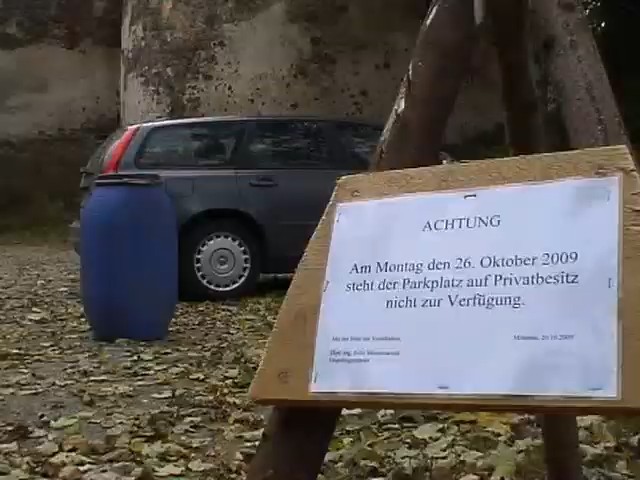 ACHTUNG
Am Montag den 26. Oktober 2009
steht der Parkplatz auf Privatbesitz
nicht zur Verfügung.